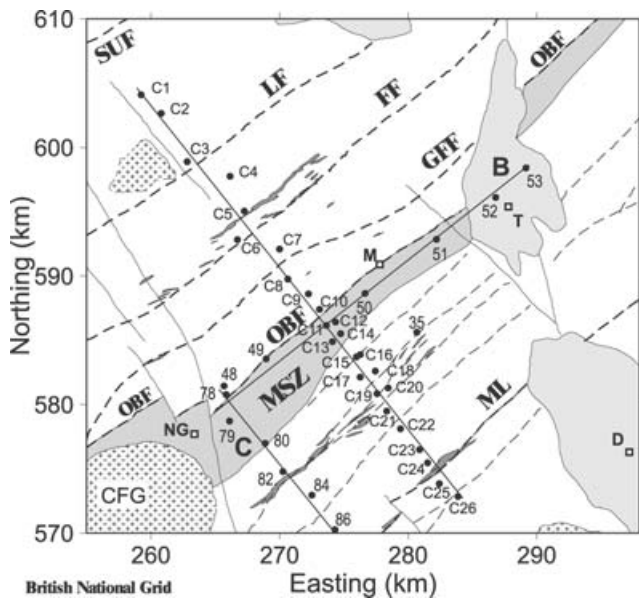 610
600
590
580
570
Northing (km)
260
270
280
290
Easting (km)
British National Grid
SUF
LF
FF
GFF
OBF
OBF
OBF
MSZ
ML
CFG
B
C
M
T
D
NG
C1
C2
C3
C4
C5
C6
C7
C8
C9
C10
C11
C12
C13
C14
C15
C16
C17
C18
C19
C20
C21
C22
C23
C24
C25
C26
35
48
49
50
51
52
53
78
79
80
82
84
86